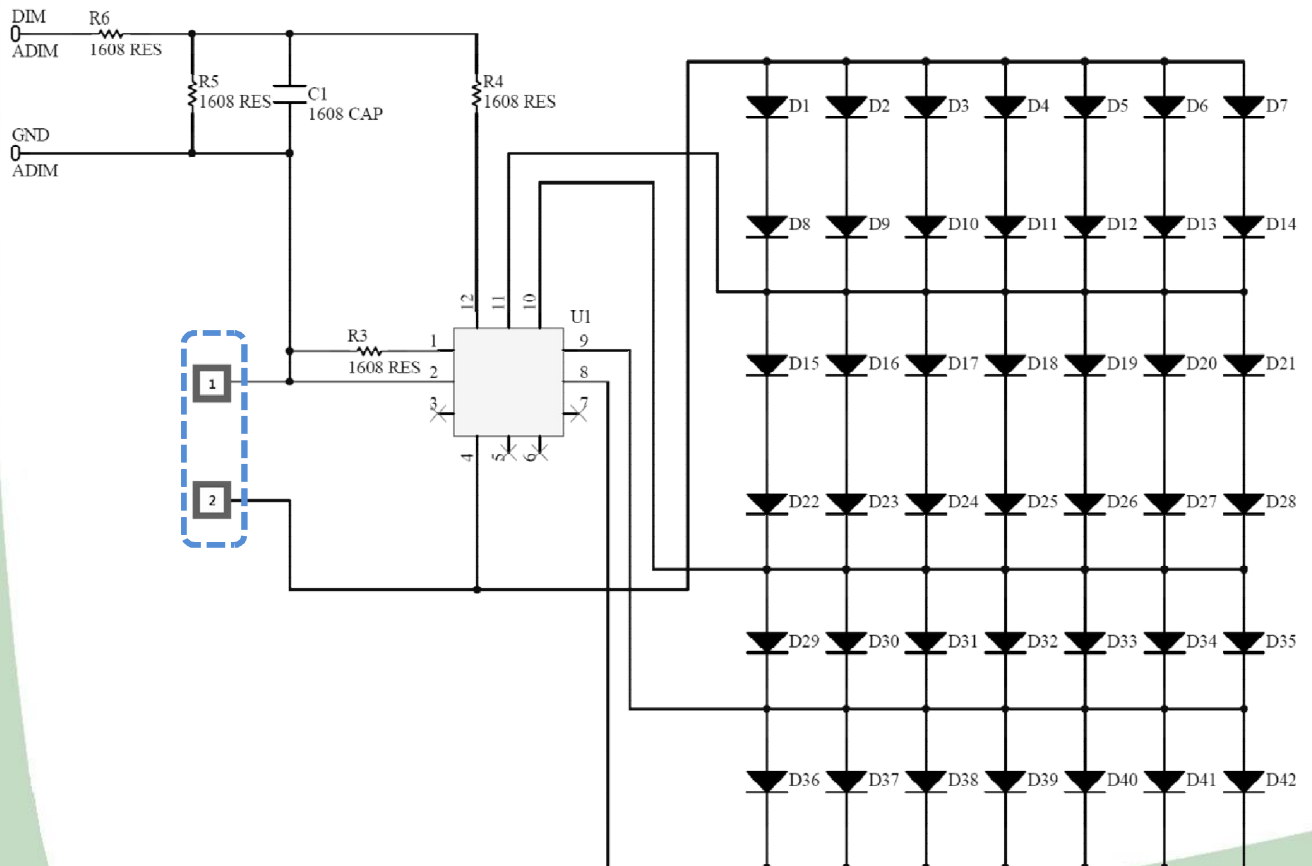 DIM
ADIM
R6
1608 RES
R5
1608 RES
C1
1608 CAP
R4
1608 RES
GND
ADIM
D1 D2 D3 D4 D5 D6 D7
D8 D9 D10 D11 D12 D13 D14
12 11 10
U1
R3
1608 RES
1 9
2 8
3 7
4 5 6
1
2
D15 D16 D17 D18 D19 D20 D21
D22 D23 D24 D25 D26 D27 D28
D29 D30 D31 D32 D33 D34 D35
D36 D37 D38 D39 D40 D41 D42